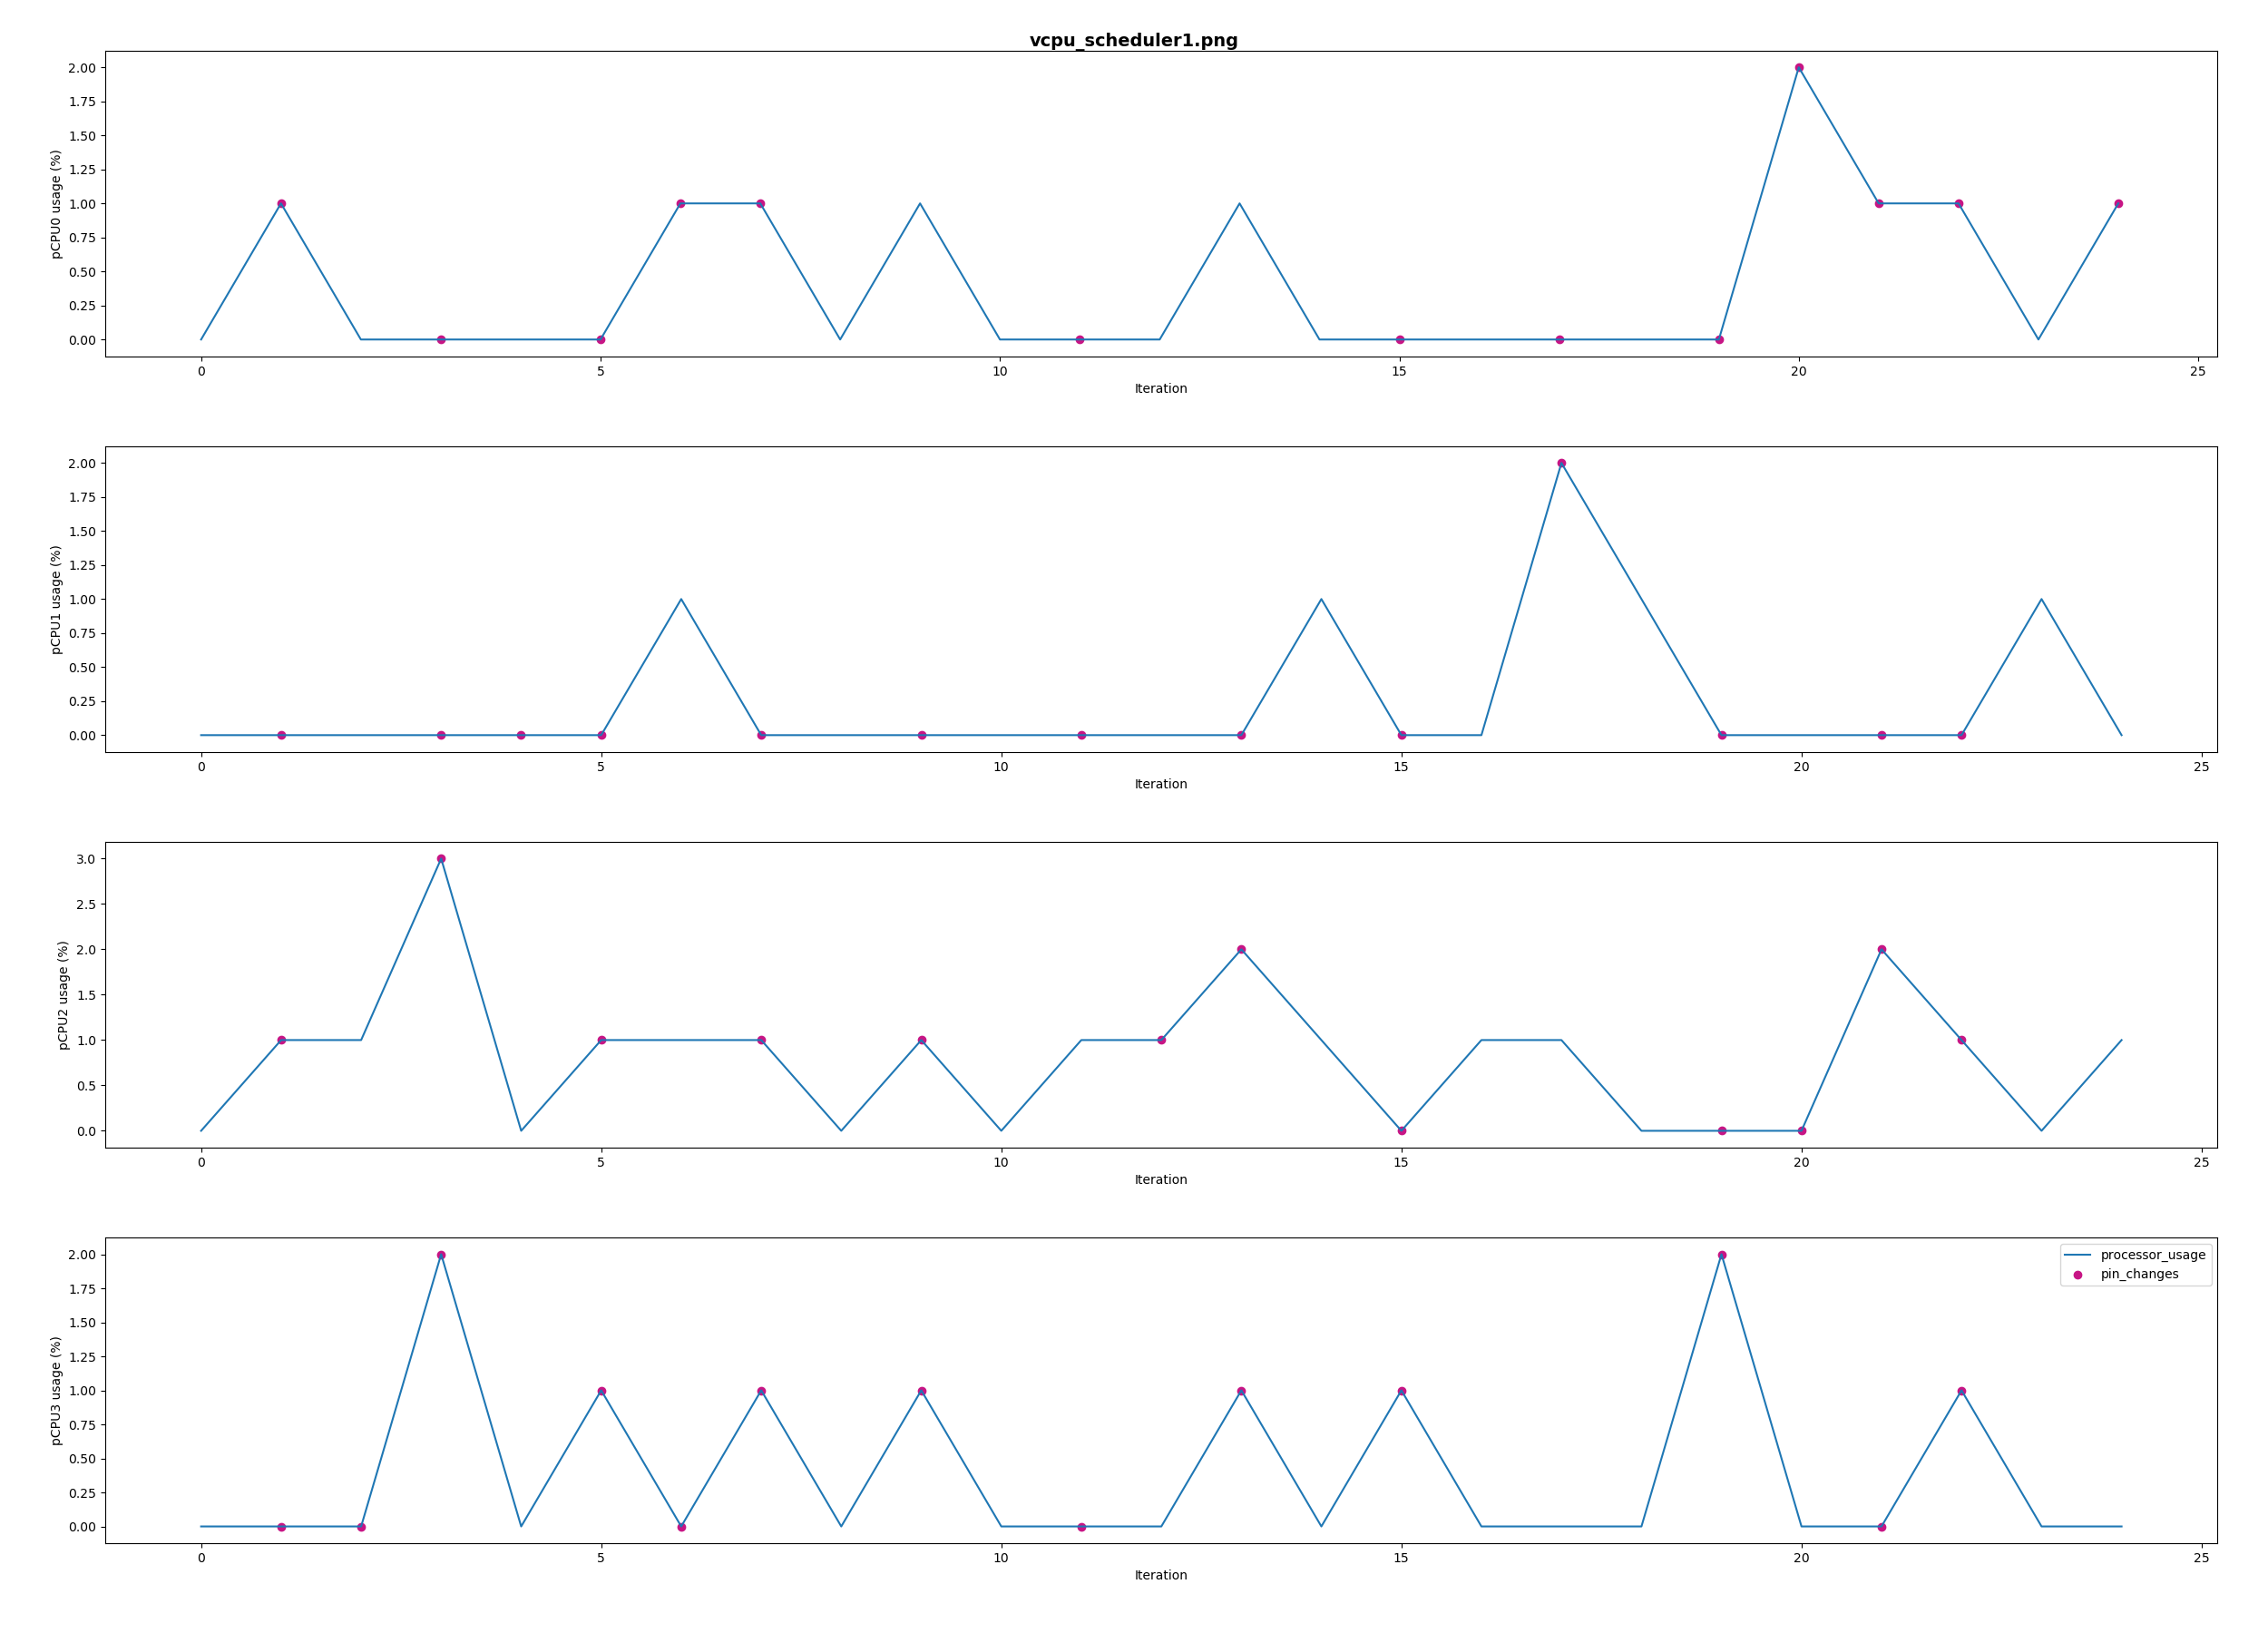 vcpu_scheduler1.png
2.00
1.75
1.50
1.25
1.00
0.75
0.50
0.25
0.00
pCPU0 usage (%)
0 5 10 15 20 25
Iteration
2.00
1.75
1.50
1.25
1.00
0.75
0.50
0.25
0.00
pCPU1 usage (%)
0 5 10 15 20 25
Iteration
3.0
2.5
2.0
1.5
1.0
0.5
0.0
pCPU2 usage (%)
0 5 10 15 20 25
Iteration
2.00
1.75
1.50
1.25
1.00
0.75
0.50
0.25
0.00
pCPU3 usage (%)
processor_usage
pin_changes
0 5 10 15 20 25
Iteration